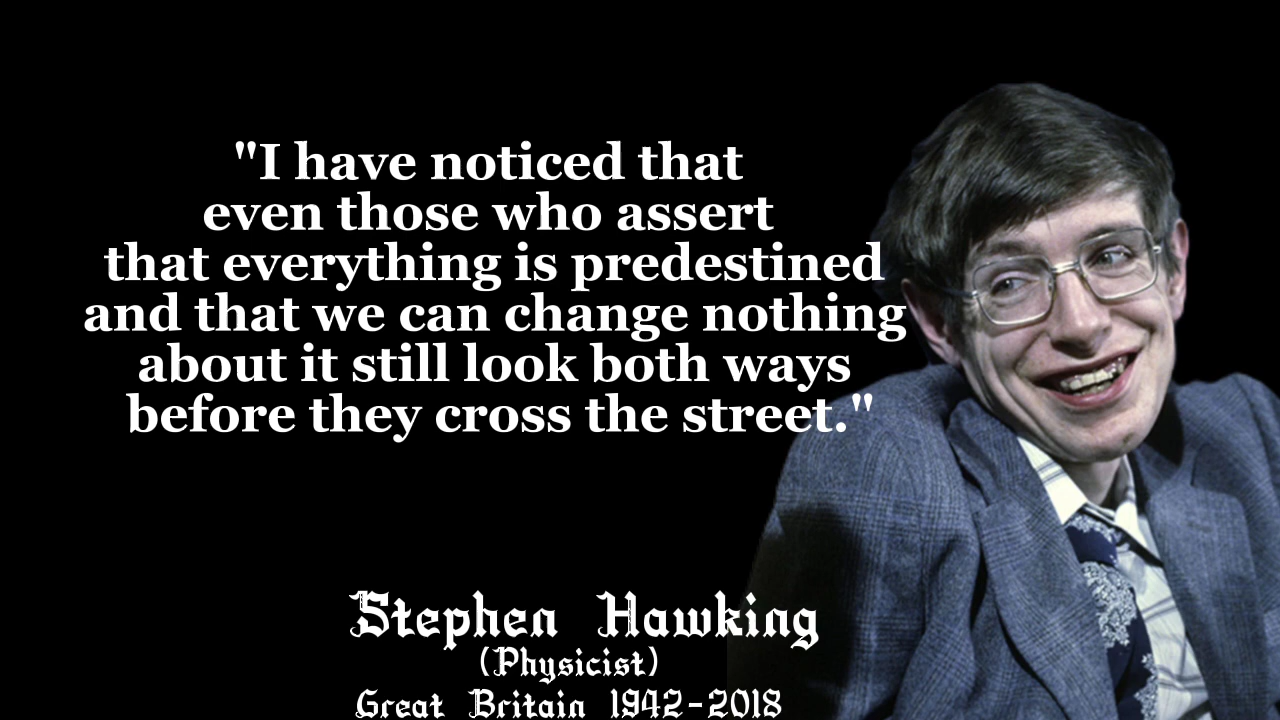 "I have noticed that
even those who assert
that everything is predestined
and that we can change nothing
about it still look both ways
before they cross the street."
Stephen Hawking
(Physicist)
Great Britain 1942-2018